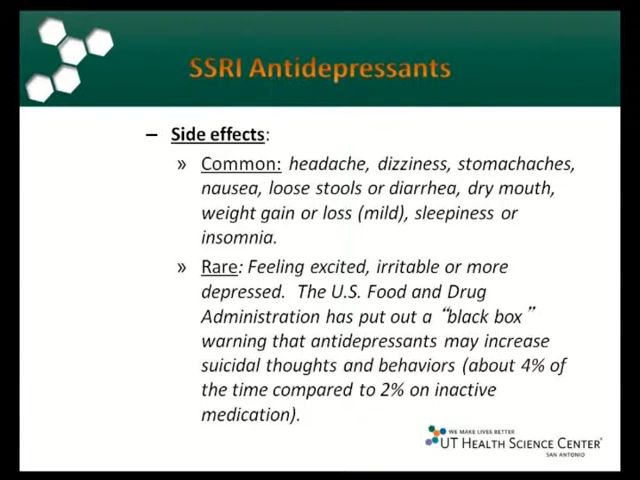 SSRI Antidepressants
– Side effects:
» Common: headache, dizziness, stomachaches,
nausea, loose stools or diarrhea, dry mouth,
weight gain or loss (mild), sleepiness or
insomnia.
» Rare: Feeling excited, irritable or more
depressed. The U.S. Food and Drug
Administration has put out a “black box”
warning that antidepressants may increase
suicidal thoughts and behaviors (about 4% of
the time compared to 2% on inactive
medication).
WE MAKE LIVES BETTER
UT HEALTH SCIENCE CENTER®
SAN ANTONIO